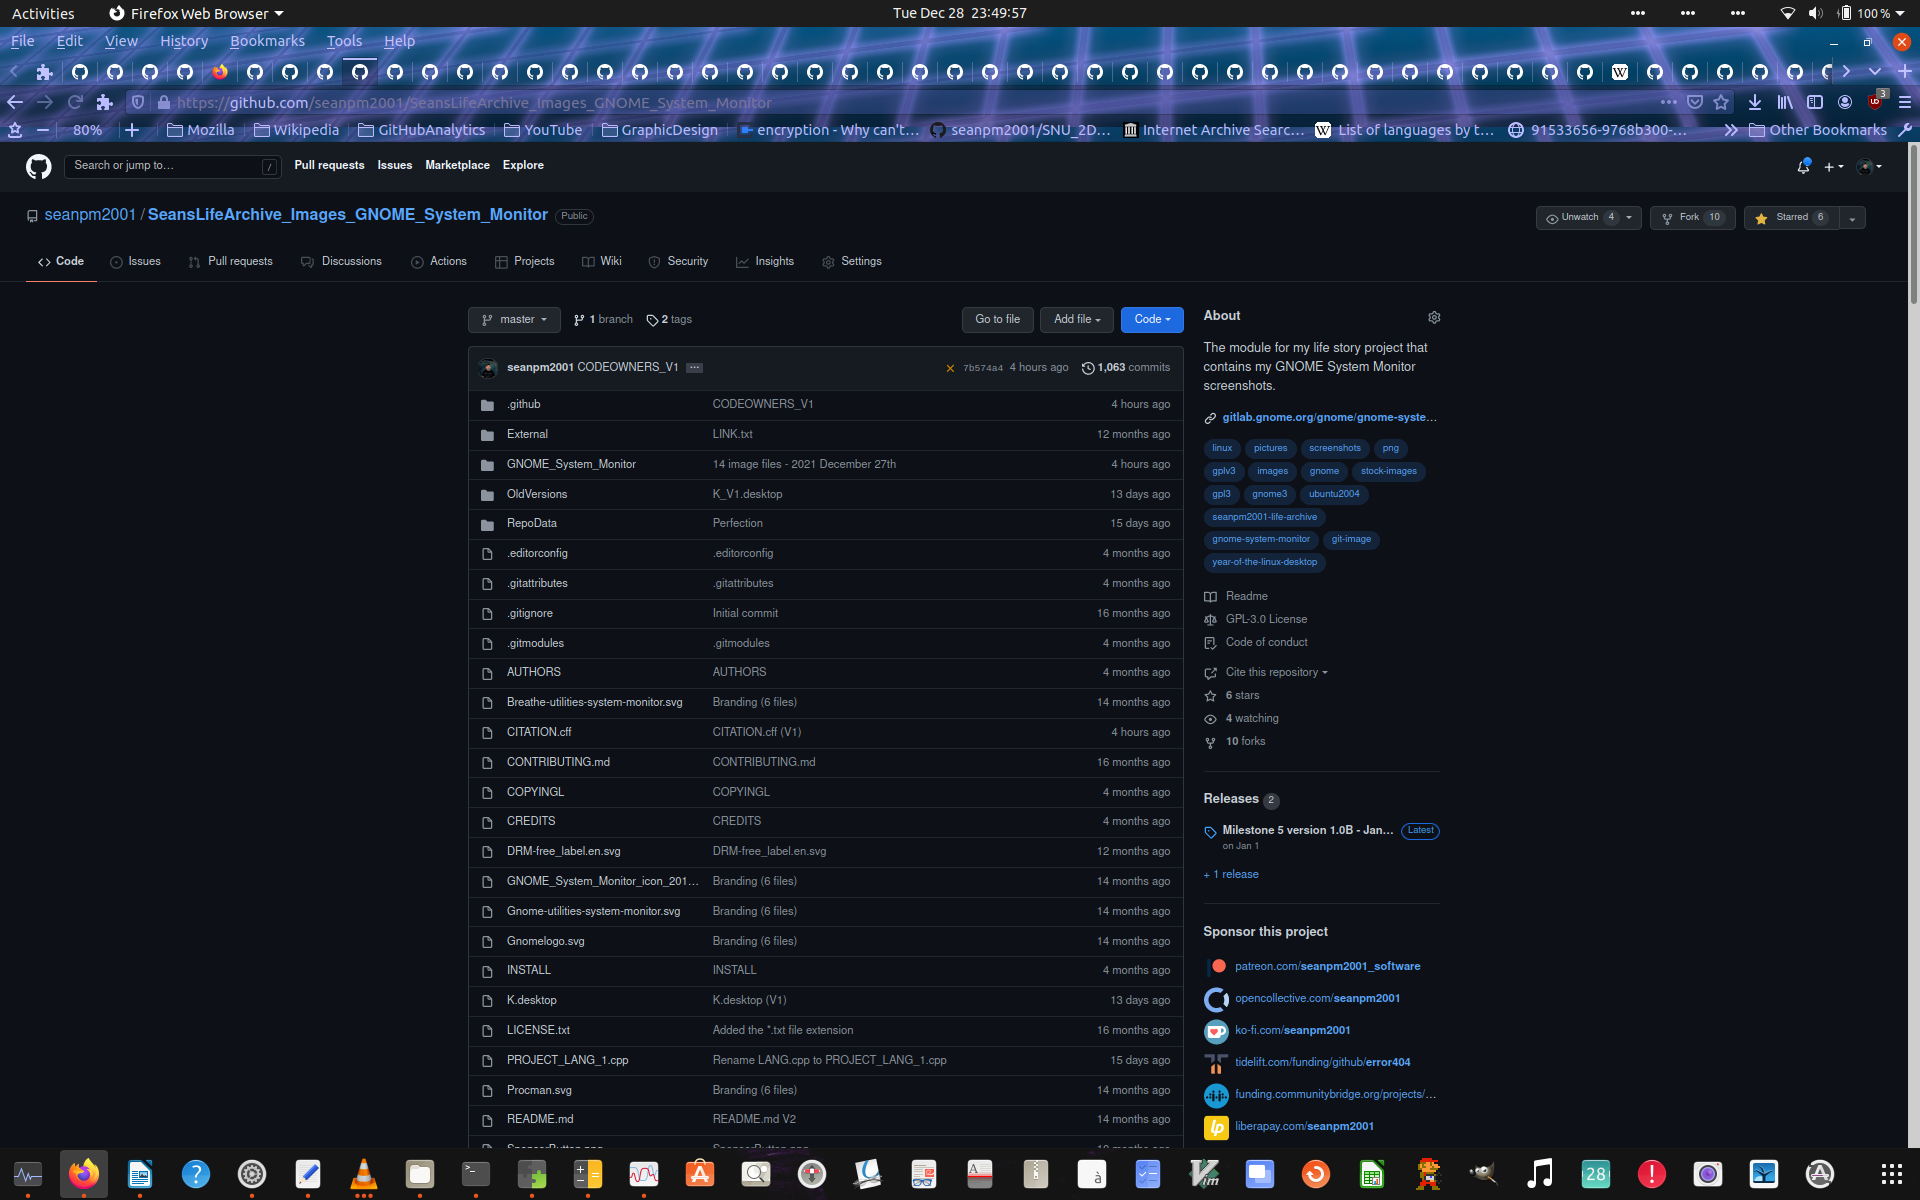 Activities Firefox Web Browser Tue Dec 28 23:49:57 100 %
File Edit View History Bookmarks Tools Help
https://github.com/seanpm2001/SeansLifeArchive_Images_GNOME_System_Monitor 3
80% Mozilla Wikipedia GitHubAnalytics YouTube GraphicDesign encryption - Why can't… seanpm2001/SNU_2D… Internet Archive Searc… List of languages by t… 91533656-9768b300-… Other Bookmarks
Search or jump to… / Pull requests Issues Marketplace Explore
seanpm2001 / SeansLifeArchive_Images_GNOME_System_Monitor Public
Unwatch 4 Fork 10 Starred 6
Code Issues Pull requests Discussions Actions Projects Wiki Security Insights Settings
master 1 branch 2 tags Go to file Add file Code
seanpm2001 CODEOWNERS_V1 7b574a4 4 hours ago 1,063 commits
.github CODEOWNERS_V1 4 hours ago
External LINK.txt 12 months ago
GNOME_System_Monitor 14 image files - 2021 December 27th 4 hours ago
OldVersions K_V1.desktop 13 days ago
RepoData Perfection 15 days ago
.editorconfig .editorconfig 4 months ago
.gitattributes .gitattributes 4 months ago
.gitignore Initial commit 16 months ago
.gitmodules .gitmodules 4 months ago
AUTHORS AUTHORS 4 months ago
Breathe-utilities-system-monitor.svg Branding (6 files) 14 months ago
CITATION.cff CITATION.cff (V1) 4 hours ago
CONTRIBUTING.md CONTRIBUTING.md 16 months ago
COPYINGL COPYINGL 4 months ago
CREDITS CREDITS 4 months ago
DRM-free_label.en.svg DRM-free_label.en.svg 12 months ago
GNOME_System_Monitor_icon_201… Branding (6 files) 14 months ago
Gnome-utilities-system-monitor.svg Branding (6 files) 14 months ago
Gnomelogo.svg Branding (6 files) 14 months ago
INSTALL INSTALL 4 months ago
K.desktop K.desktop (V1) 13 days ago
LICENSE.txt Added the *.txt file extension 16 months ago
PROJECT_LANG_1.cpp Rename LANG.cpp to PROJECT_LANG_1.cpp 15 days ago
Procman.svg Branding (6 files) 14 months ago
README.md README.md V2 14 months ago
About
The module for my life story project that
contains my GNOME System Monitor
screenshots.
gitlab.gnome.org/gnome/gnome-syste…
linux pictures screenshots png
gplv3 images gnome stock-images
gpl3 gnome3 ubuntu2004
seanpm2001-life-archive
gnome-system-monitor git-image
year-of-the-linux-desktop
Readme
GPL-3.0 License
Code of conduct
Cite this repository
6 stars
4 watching
10 forks
Releases 2
Milestone 5 version 1.0B - Jan… Latest
on Jan 1
+ 1 release
Sponsor this project
patreon.com/seanpm2001_software
opencollective.com/seanpm2001
ko-fi.com/seanpm2001
tidelift.com/funding/github/error404
funding.communitybridge.org/projects/…
liberapay.com/seanpm2001
28